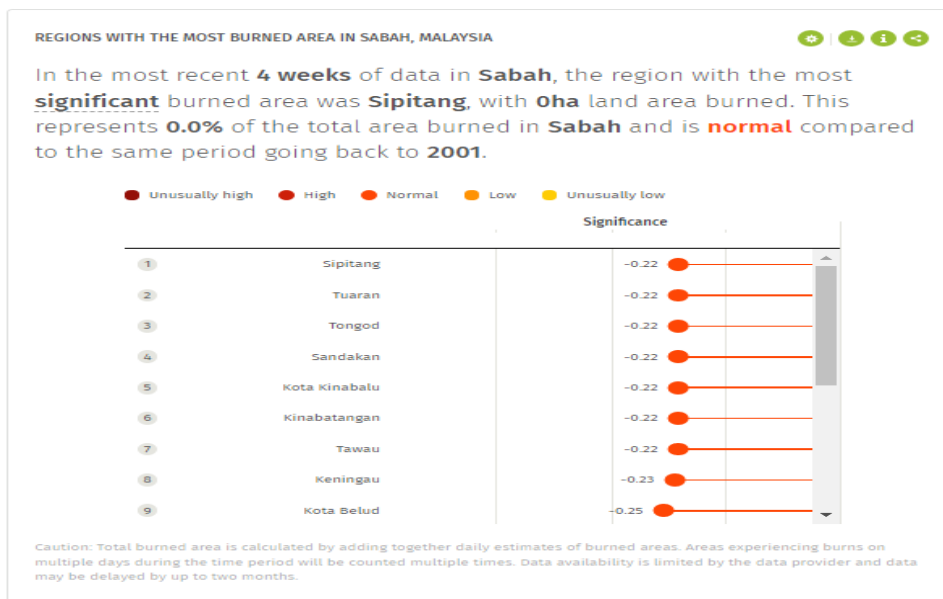 REGIONS WITH THE MOST BURNED AREA IN SABAH, MALAYSIA
In the most recent 4 weeks of data in Sabah, the region with the most
significant burned area was Sipitang, with 0ha land area burned. This
represents 0.0% of the total area burned in Sabah and is normal compared
to the same period going back to 2001.
Unusually high High Normal Low Unusually low
Significance
1 Sipitang -0.22
2 Tuaran -0.22
3 Tongod -0.22
4 Sandakan -0.22
5 Kota Kinabalu -0.22
6 Kinabatangan -0.22
7 Tawau -0.22
8 Keningau -0.23
9 Kota Belud -0.25
Caution: Total burned area is calculated by adding together daily estimates of burned areas. Areas experiencing burns on
multiple days during the time period will be counted multiple times. Data availability is limited by the data provider and data
may be delayed by up to two months.